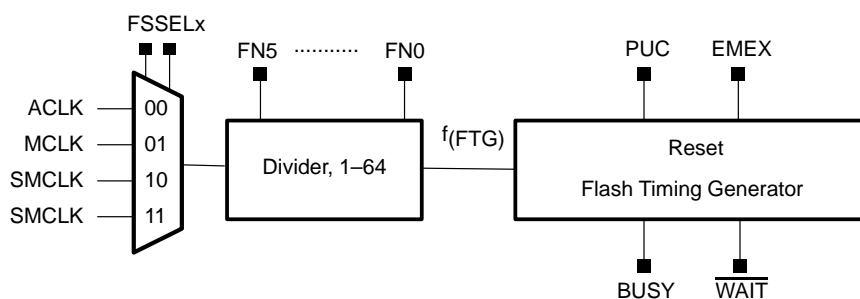 FSSELx
FN5 ........... FN0
PUC EMEX
ACLK 00
MCLK 01
SMCLK 10
SMCLK 11
Divider, 1–64
f(FTG)
Reset
Flash Timing Generator
BUSY WAIT